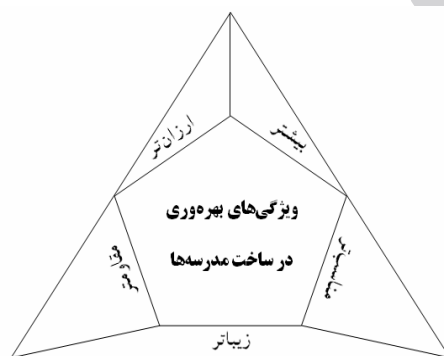 بیشتر
ارزان‌تر
ویژگی‌های بهره‌وری
در ساخت مدرسه‌ها
مناسب‌تر
مقاوم‌تر
زیباتر